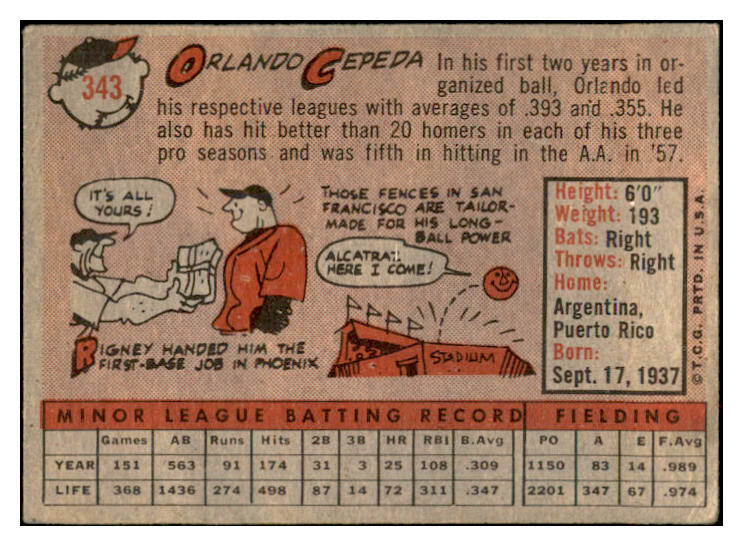 343
ORLANDO CEPEDA
In his first two years in or-
ganized ball, Orlando led
his respective leagues with averages of .393 and .355. He
also has hit better than 20 homers in each of his three
pro seasons and was fifth in hitting in the A.A. in '57.
IT'S ALL
YOURS!
RIGNEY HANDED HIM THE
FIRST-BASE JOB IN PHOENIX
THOSE FENCES IN SAN
FRANCISCO ARE TAILOR-
MADE FOR HIS LONG-
BALL POWER
ALCATRAZ!
HERE I COME!
STADIUM
Height: 6'0"
Weight: 193
Bats: Right
Throws: Right
Home:
Argentina,
Puerto Rico
Born:
Sept. 17, 1937
© T.C.G. PRTD. IN U.S.A.
MINOR LEAGUE BATTING RECORD FIELDING
Games AB Runs Hits 2B 3B HR RBI B.Avg PO A E F.Avg
YEAR 151 563 91 174 31 3 25 108 .309 1150 83 14 .989
LIFE 368 1436 274 498 87 14 72 311 .347 2201 347 67 .974